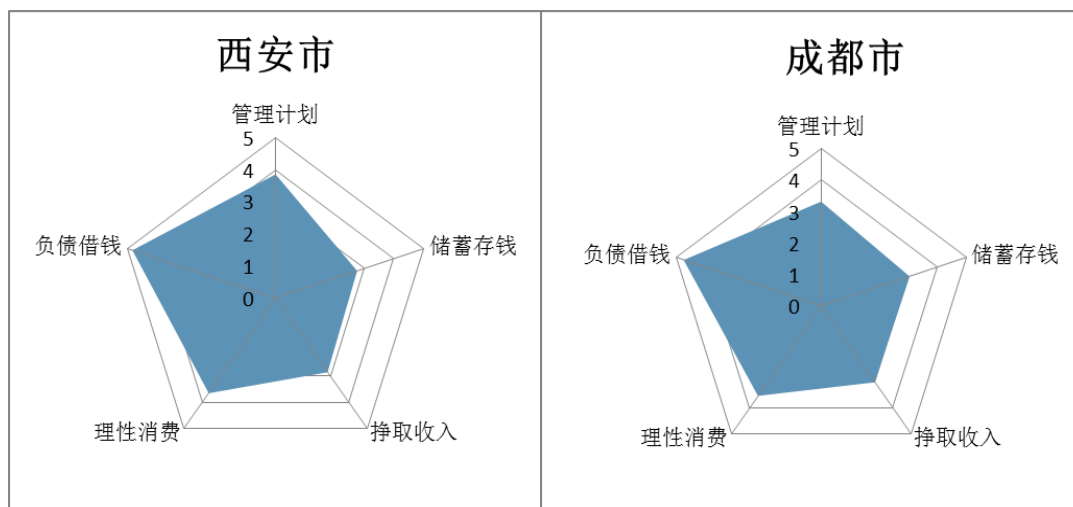 西安市
管理计划
5
4
3
2
1
0
负债借钱
储蓄存钱
理性消费
挣取收入
成都市
管理计划
5
4
3
2
1
0
负债借钱
储蓄存钱
理性消费
挣取收入